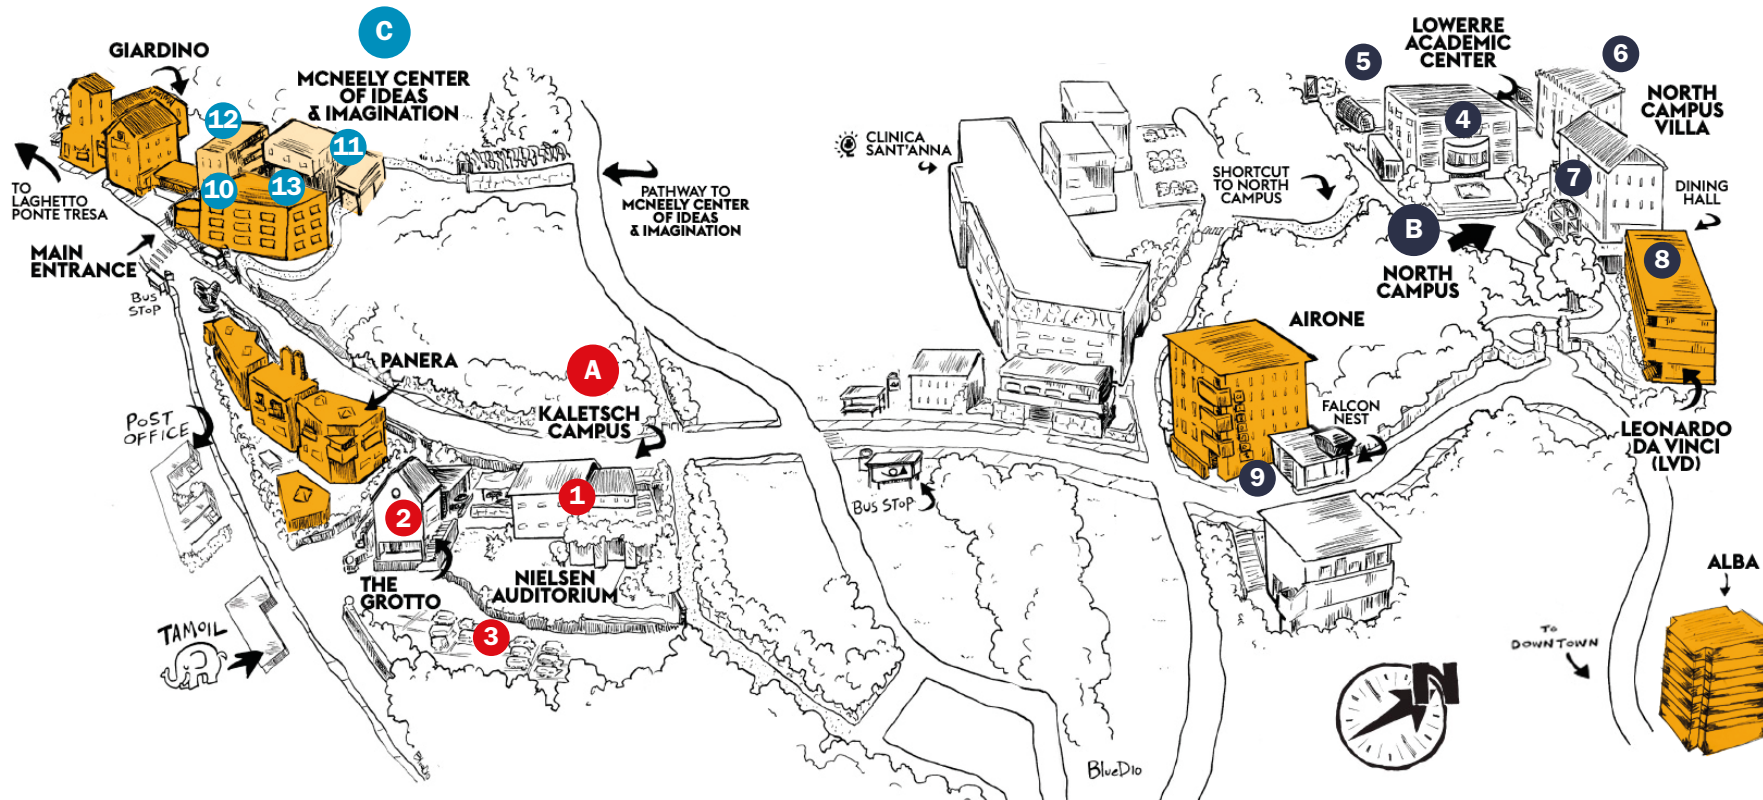 GIARDINO
C
MCNEELY CENTER
OF IDEAS
& IMAGINATION
12
11
10
13
TO
LAGHETTO
PONTE TRESA
MAIN
ENTRANCE
BUS
STOP
PATHWAY TO
MCNEELY CENTER
OF IDEAS
& IMAGINATION
CLINICA
SANT'ANNA
SHORTCUT
TO NORTH
CAMPUS
5
LOWERRE
ACADEMIC
CENTER
4
6
NORTH
CAMPUS
VILLA
7
DINING
HALL
B
NORTH
CAMPUS
8
AIRONE
FALCON
NEST
9
LEONARDO
DA VINCI
(LVD)
PANERA
A
KALETSCH
CAMPUS
POST
OFFICE
1
2
THE
GROTTO
NIELSEN
AUDITORIUM
3
TAMOIL
BUS STOP
TO
DOWNTOWN
ALBA
N
BlueDio